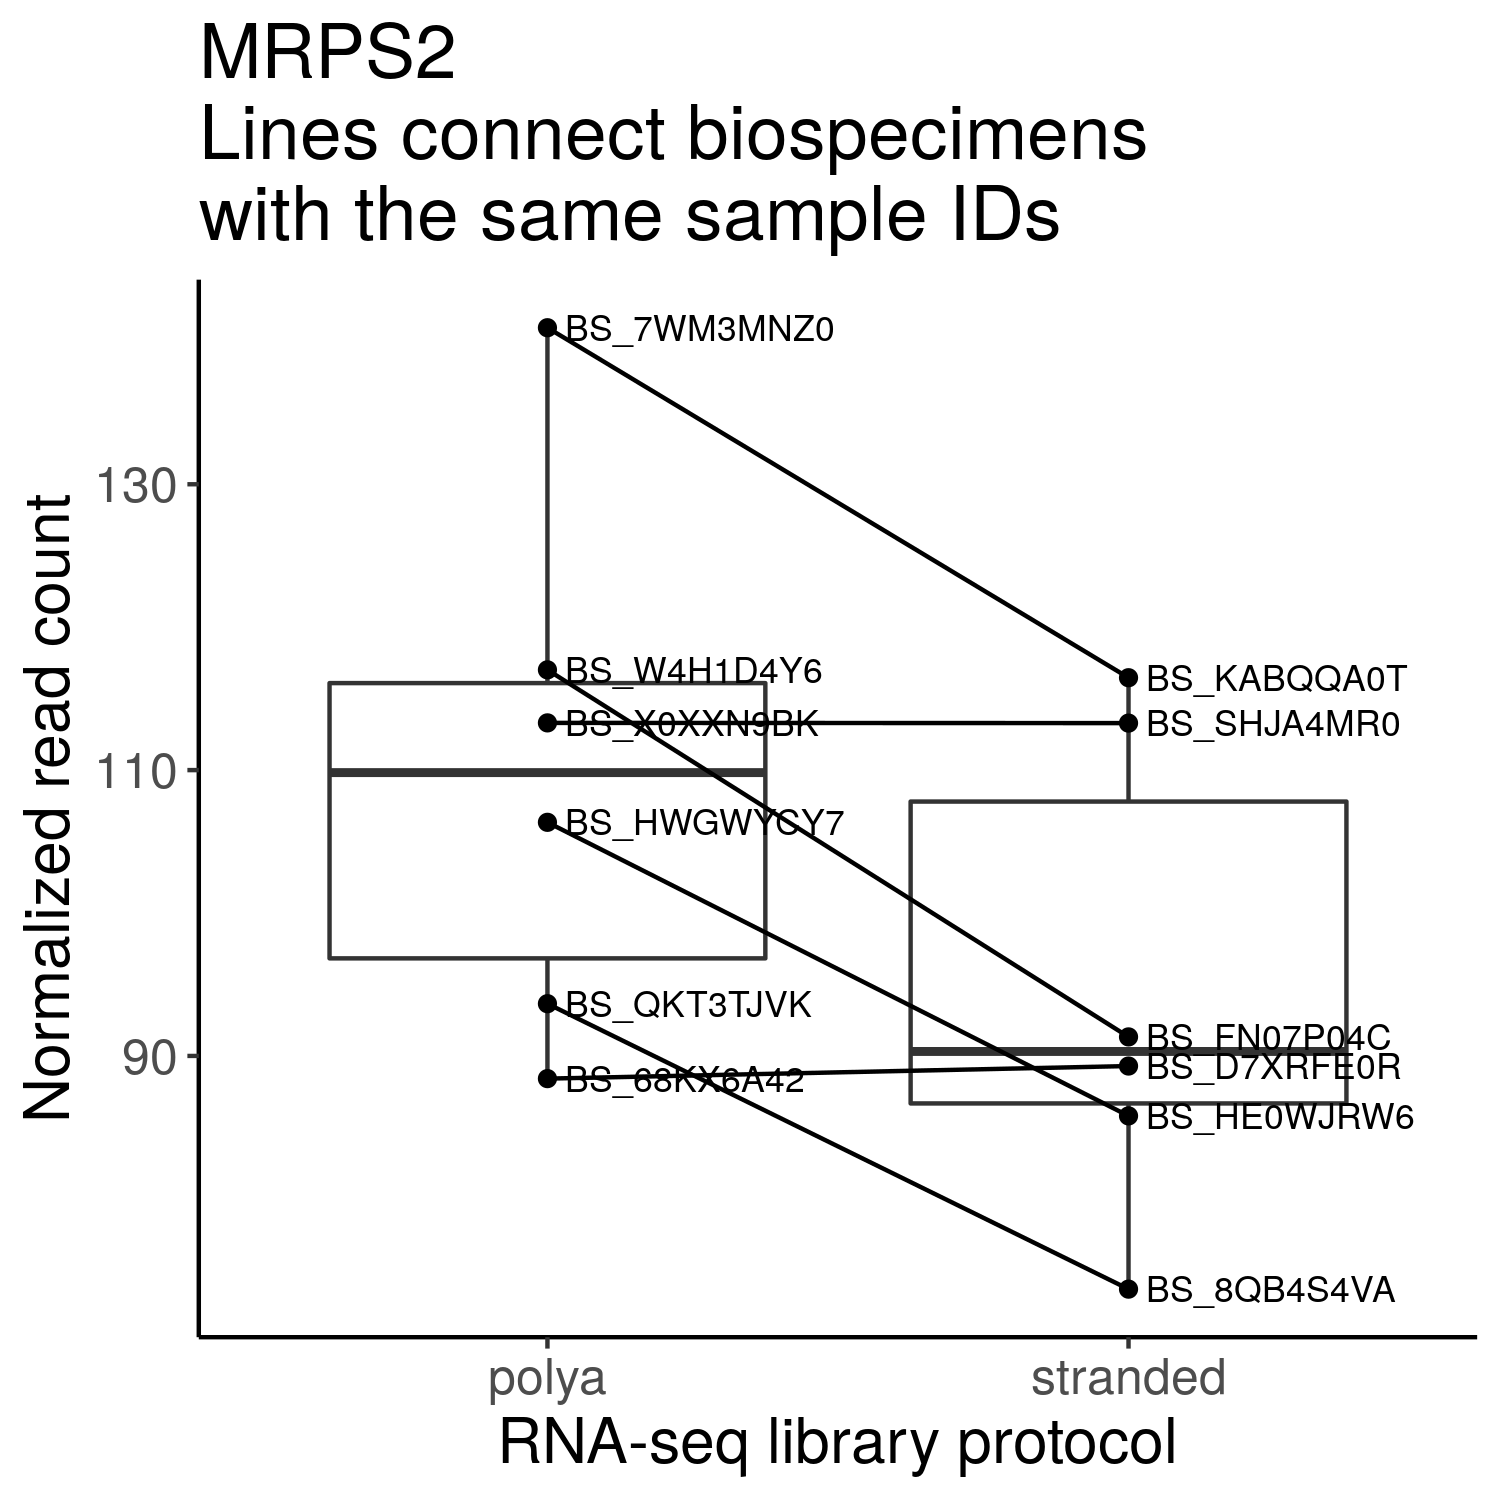 MRPS2
Lines connect biospecimens
with the same sample IDs
Normalized read count
130
110
90
BS_7WM3MNZ0
BS_W4H1D4Y6
BS_X0XXN9BK
BS_HWGWYCY7
BS_QKT3TJVK
BS_68KX6A42
BS_KABQQA0T
BS_SHJA4MR0
BS_FN07P04C
BS_D7XRFE0R
BS_HE0WJRW6
BS_8QB4S4VA
polya
stranded
RNA-seq library protocol